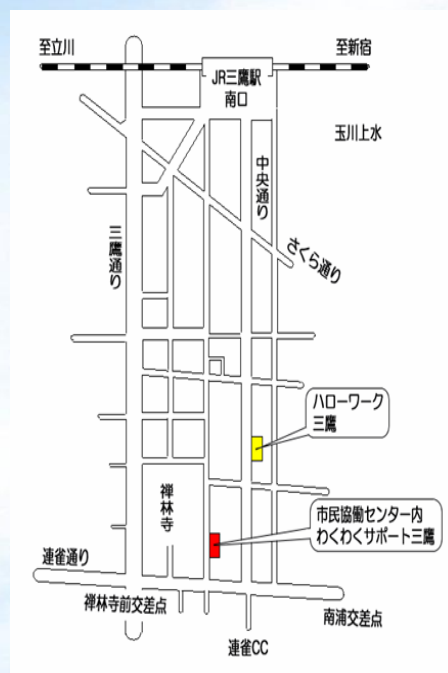 至立川
至新宿
JR三鷹駅
南口
玉川上水
中央通り
さくら通り
三鷹通り
ハローワーク
三鷹
禅林寺
市民協働センター内
わくわくサポート三鷹
連雀通り
禅林寺前交差点
南浦交差点
連雀CC